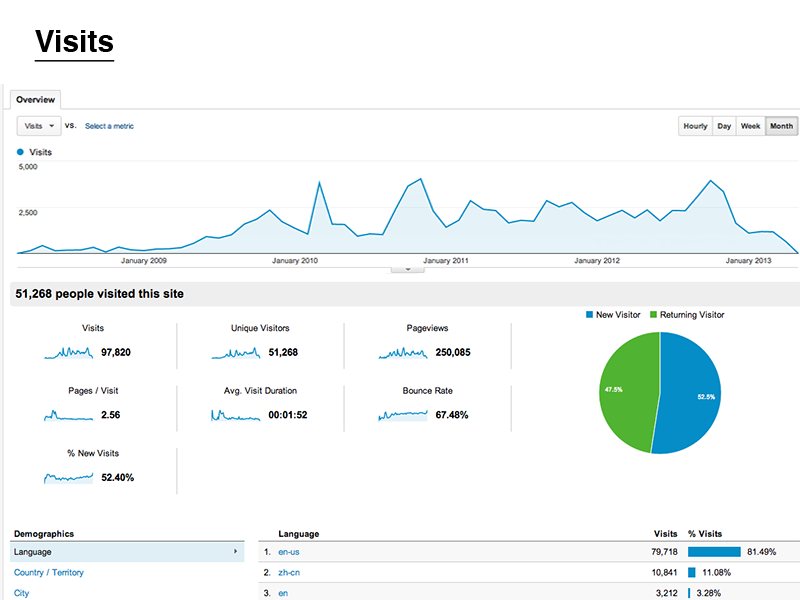 Visits
Overview
Visits vs. Select a metric Hourly Day Week Month
Visits
5,000
2,500
January 2009 January 2010 January 2011 January 2012 January 2013
51,268 people visited this site
New Visitor Returning Visitor
Visits Unique Visitors Pageviews
97,820 51,268 250,085
Pages / Visit Avg. Visit Duration Bounce Rate
2.56 00:01:52 67.48%
47.5% 52.5%
% New Visits
52.40%
Demographics Language Visits % Visits
Language 1. en-us 79,718 81.49%
Country / Territory 2. zh-cn 10,841 11.08%
City 3. en 3,212 3.28%